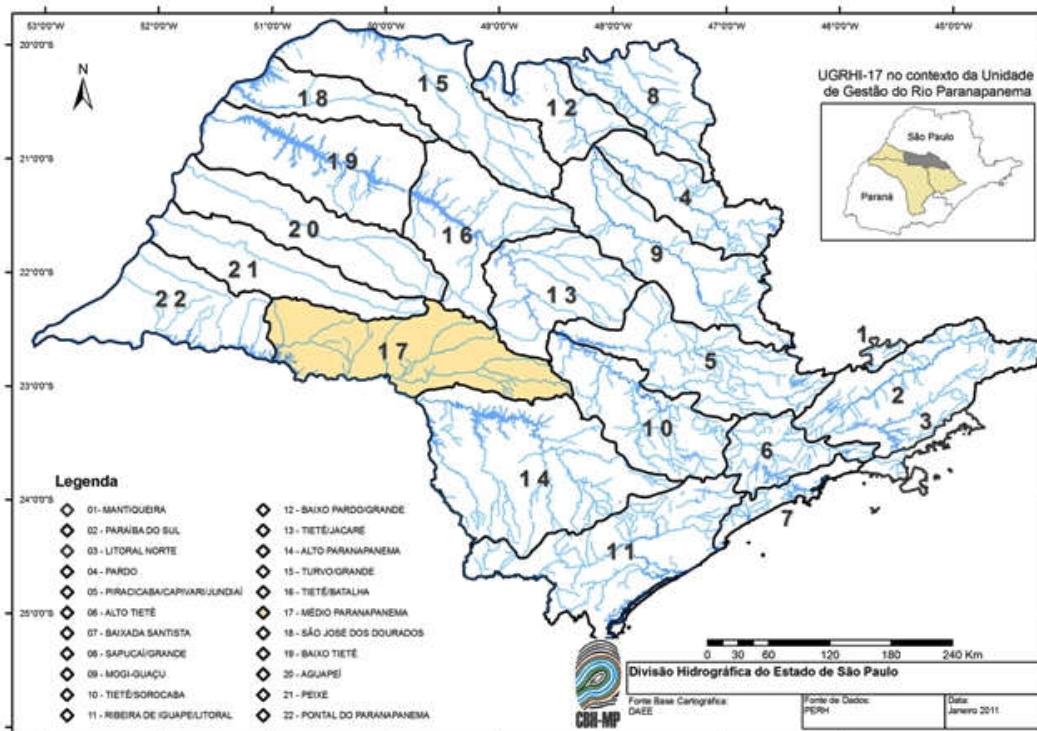 53°0'0"W 52°0'0"W 51°0'0"W 50°0'0"W 49°0'0"W 48°0'0"W 47°0'0"W 46°0'0"W 45°0'0"W
20°0'0"S
21°0'0"S
22°0'0"S
23°0'0"S
24°0'0"S
25°0'0"S
N
UGRHI-17 no contexto da Unidade
de Gestão do Rio Paranapanema
São Paulo
Paraná
15
18
12
8
19
4
20
16
9
21
22
13
17
5
1
2
3
10
6
14
7
11
Legenda
01- MANTIQUEIRA
02 - PARAÍBA DO SUL
03 - LITORAL NORTE
04 - PARDO
05 - PIRACICABA/CAPIVARI/JUNDIAÍ
06 - ALTO TIETÊ
07 - BAIXADA SANTISTA
08 - SAPUCAÍ/GRANDE
09 - MOGI-GUAÇU
10 - TIETÊ/SOROCABA
11 - RIBEIRA DE IGUAPE/LITORAL
12 - BAIXO PARDO/GRANDE
13 - TIETÊ/JACARÉ
14 - ALTO PARANAPANEMA
15 - TURVO/GRANDE
16 - TIETÊ/BATALHA
17 - MÉDIO PARANAPANEMA
18 - SÃO JOSÉ DOS DOURADOS
19 - BAIXO TIETÊ
20 - AGUAPEÍ
21 - PEIXE
22 - PONTAL DO PARANAPANEMA
0 30 60 120 180 240 Km
CBH-MP
Divisão Hidrográfica do Estado de São Paulo
Fonte Base Cartográfica:
DAEE
Fonte de Dados:
PERH
Data:
Janeiro 2011